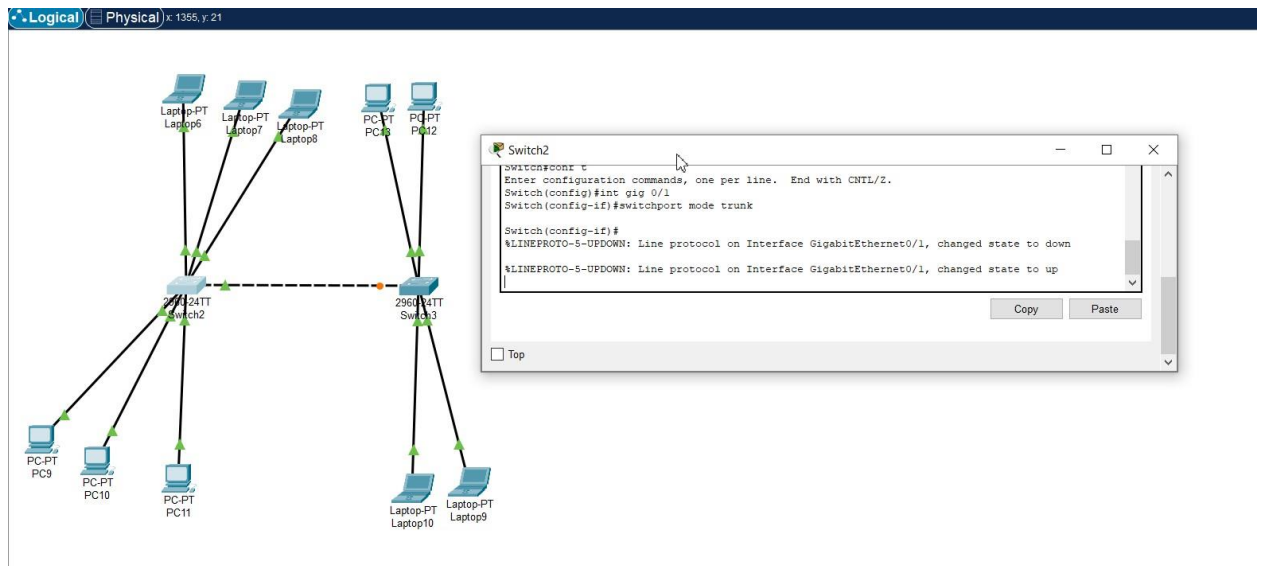 Logical Physical x: 1355, y: 21
Laptop-PT
Laptop6
Laptop-PT
Laptop7
Laptop-PT
Laptop8
PC-PT
PC13
PC-PT
PC12
2960-24TT
Switch2
2960-24TT
Switch3
PC-PT
PC9
PC-PT
PC10
PC-PT
PC11
Laptop-PT
Laptop10
Laptop-PT
Laptop9
Switch2
Switch#conf t
Enter configuration commands, one per line. End with CNTL/Z.
Switch(config)#int gig 0/1
Switch(config-if)#switchport mode trunk
Switch(config-if)#
%LINEPROTO-5-UPDOWN: Line protocol on Interface GigabitEthernet0/1, changed state to down
%LINEPROTO-5-UPDOWN: Line protocol on Interface GigabitEthernet0/1, changed state to up
Copy Paste
Top